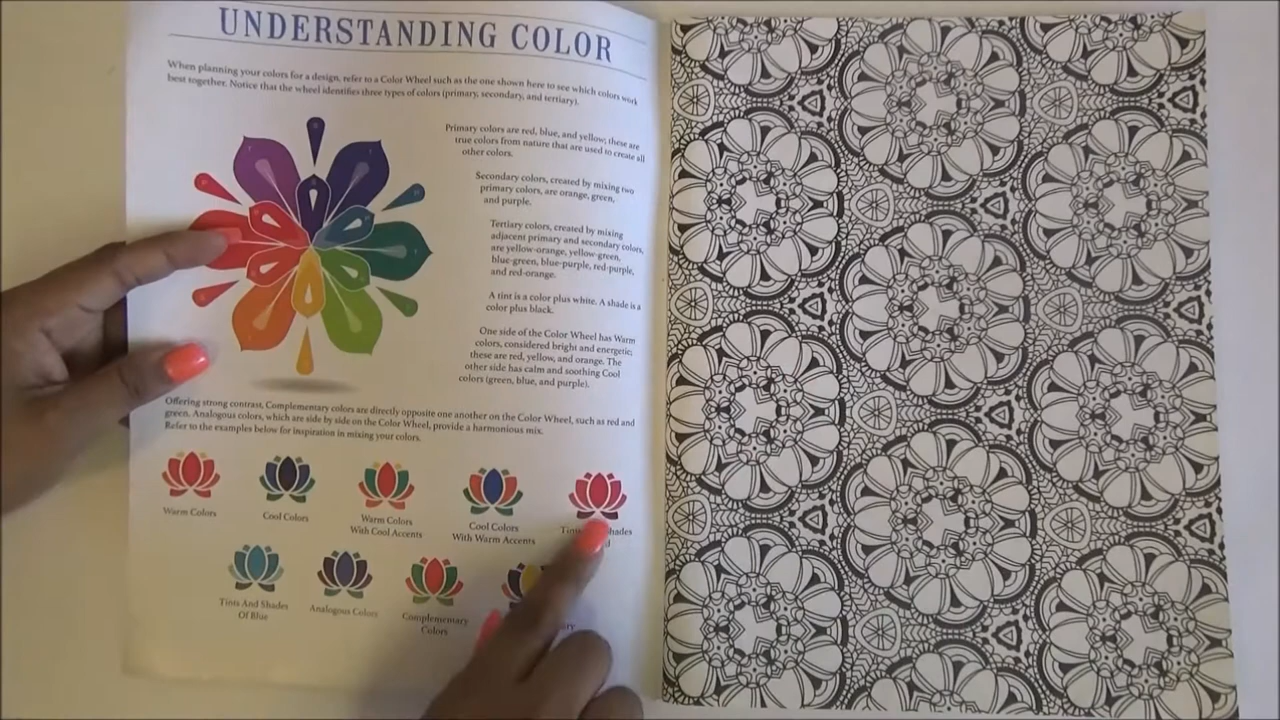 UNDERSTANDING COLOR
When planning your colors for a design, refer to a Color Wheel such as the one shown here to see which colors work
best together. Notice that the wheel identifies three types of colors (primary, secondary, and tertiary).
Primary colors are red, blue, and yellow; these are
true colors from nature that are used to create all
other colors.
Secondary colors, created by mixing two
primary colors, are orange, green,
and purple.
Tertiary colors, created by mixing
adjacent primary and secondary colors,
are yellow-orange, yellow-green,
blue-green, blue-purple, red-purple,
and red-orange.
A tint is a color plus white. A shade is a
color plus black.
One side of the Color Wheel has Warm
colors, considered bright and energetic;
these are red, yellow, and orange. The
other side has calm and soothing Cool
colors (green, blue, and purple).
Offering strong contrast, Complementary colors are directly opposite one another on the Color Wheel, such as red and
green. Analogous colors, which are side by side on the Color Wheel, provide a harmonious mix.
Refer to the examples below for inspiration in mixing your colors.
Warm Colors
Cool Colors
Warm Colors
With Cool Accents
Cool Colors
With Warm Accents
Tints And Shades
Of Blue
Analogous Colors
Complementary
Colors